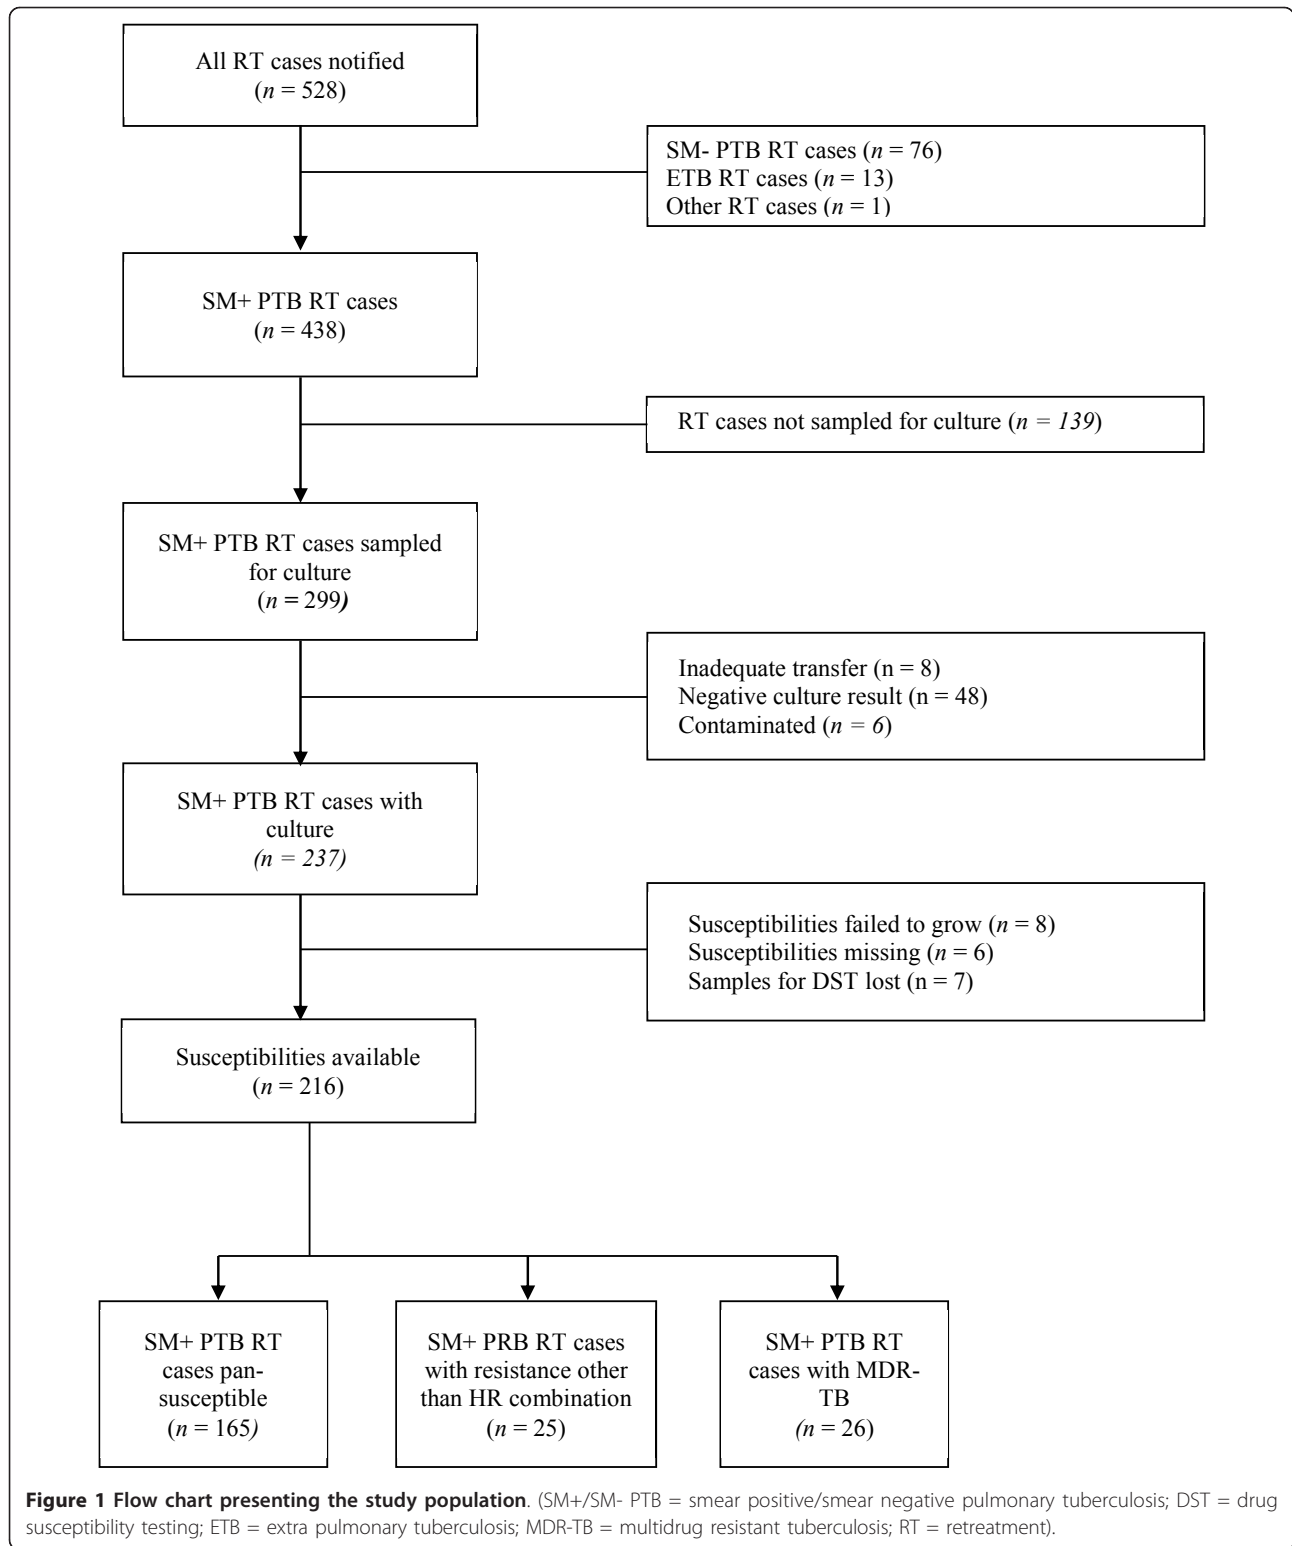 All RT cases notified
(n = 528)
SM- PTB RT cases (n = 76)
ETB RT cases (n = 13)
Other RT cases (n = 1)
SM+ PTB RT cases
(n = 438)
RT cases not sampled for culture (n = 139)
SM+ PTB RT cases sampled
for culture
(n = 299)
Inadequate transfer (n = 8)
Negative culture result (n = 48)
Contaminated (n = 6)
SM+ PTB RT cases with
culture
(n = 237)
Susceptibilities failed to grow (n = 8)
Susceptibilities missing (n = 6)
Samples for DST lost (n = 7)
Susceptibilities available
(n = 216)
SM+ PTB RT
cases pan-
susceptible
(n = 165)
SM+ PRB RT cases
with resistance other
than HR combination
(n = 25)
SM+ PTB RT
cases with MDR-
TB
(n = 26)
Figure 1 Flow chart presenting the study population. (SM+/SM- PTB = smear positive/smear negative pulmonary tuberculosis; DST = drug
susceptibility testing; ETB = extra pulmonary tuberculosis; MDR-TB = multidrug resistant tuberculosis; RT = retreatment).